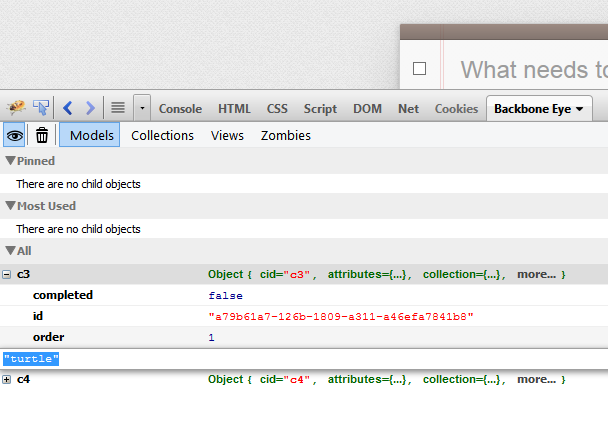 What needs to
Console HTML CSS Script DOM Net Cookies Backbone Eye
Models Collections Views Zombies
Pinned
There are no child objects
Most Used
There are no child objects
All
c3 Object { cid="c3", attributes={...}, collection={...}, more... }
completed false
id "a79b61a7-126b-1809-a311-a46efa7841b8"
order 1
"turtle"
c4 Object { cid="c4", attributes={...}, collection={...}, more... }